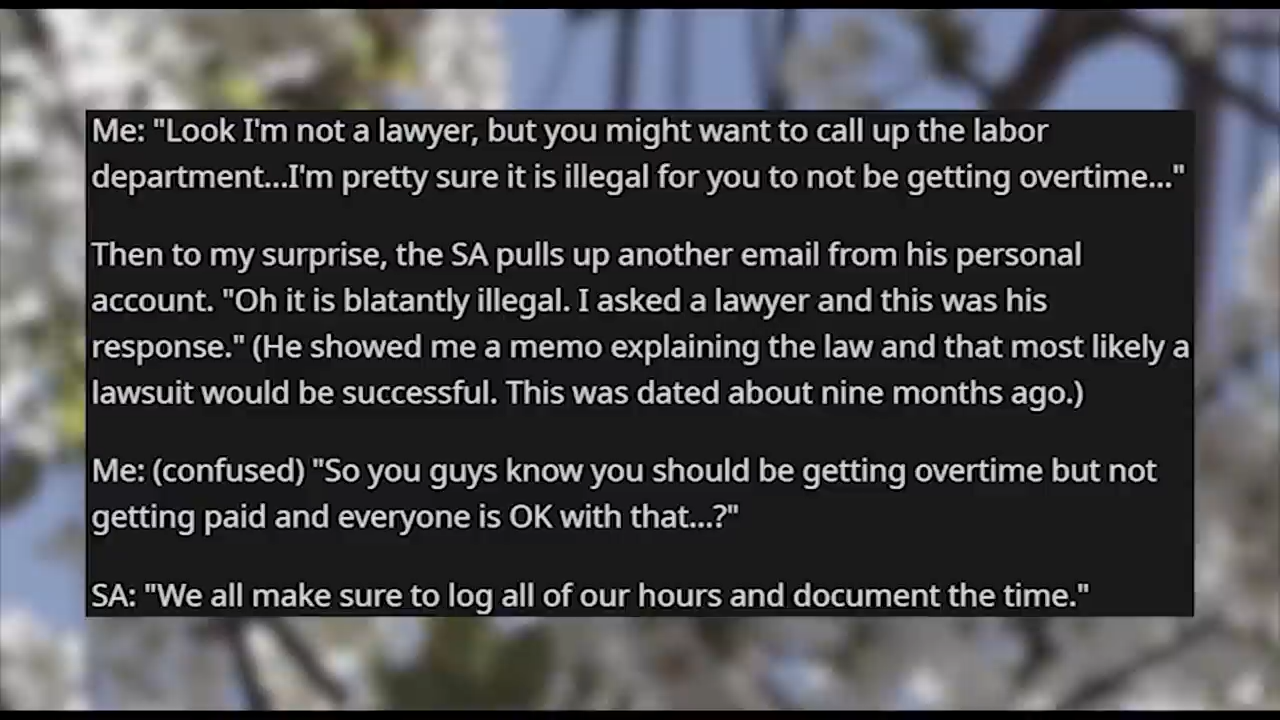 Me: "Look I'm not a lawyer, but you might want to call up the labor
department...I'm pretty sure it is illegal for you to not be getting overtime..."
Then to my surprise, the SA pulls up another email from his personal
account. "Oh it is blatantly illegal. I asked a lawyer and this was his
response." (He showed me a memo explaining the law and that most likely a
lawsuit would be successful. This was dated about nine months ago.)
Me: (confused) "So you guys know you should be getting overtime but not
getting paid and everyone is OK with that...?"
SA: "We all make sure to log all of our hours and document the time."